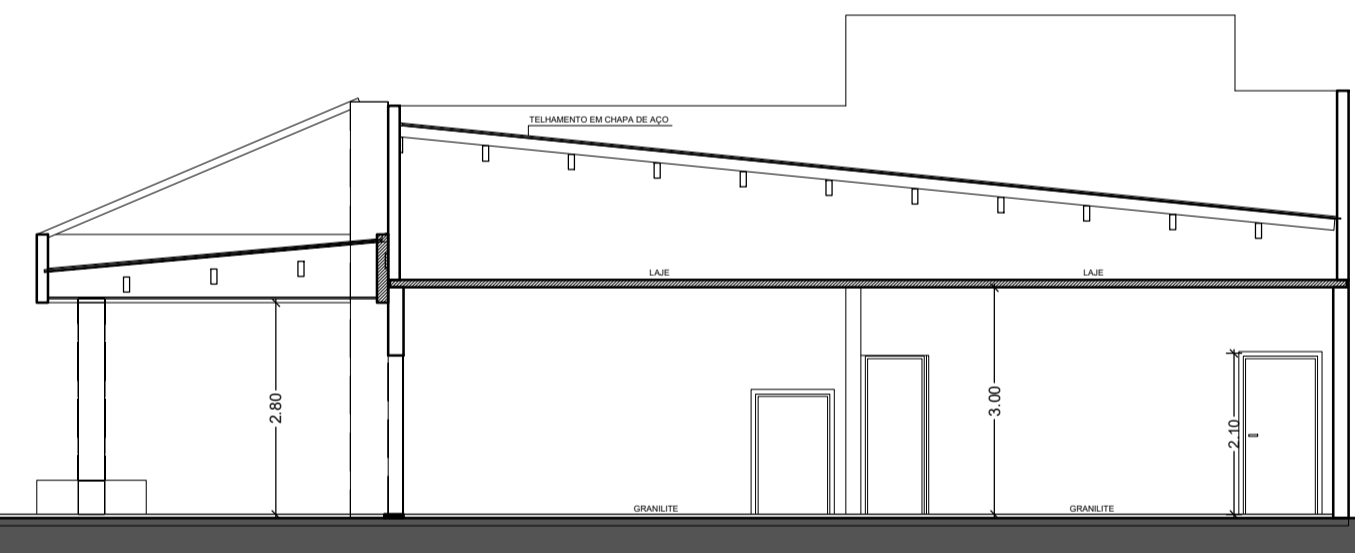 TELHAMENTO EM CHAPA DE AÇO
LAJE
LAJE
2.80
3.00
2.10
GRANILITE
GRANILITE